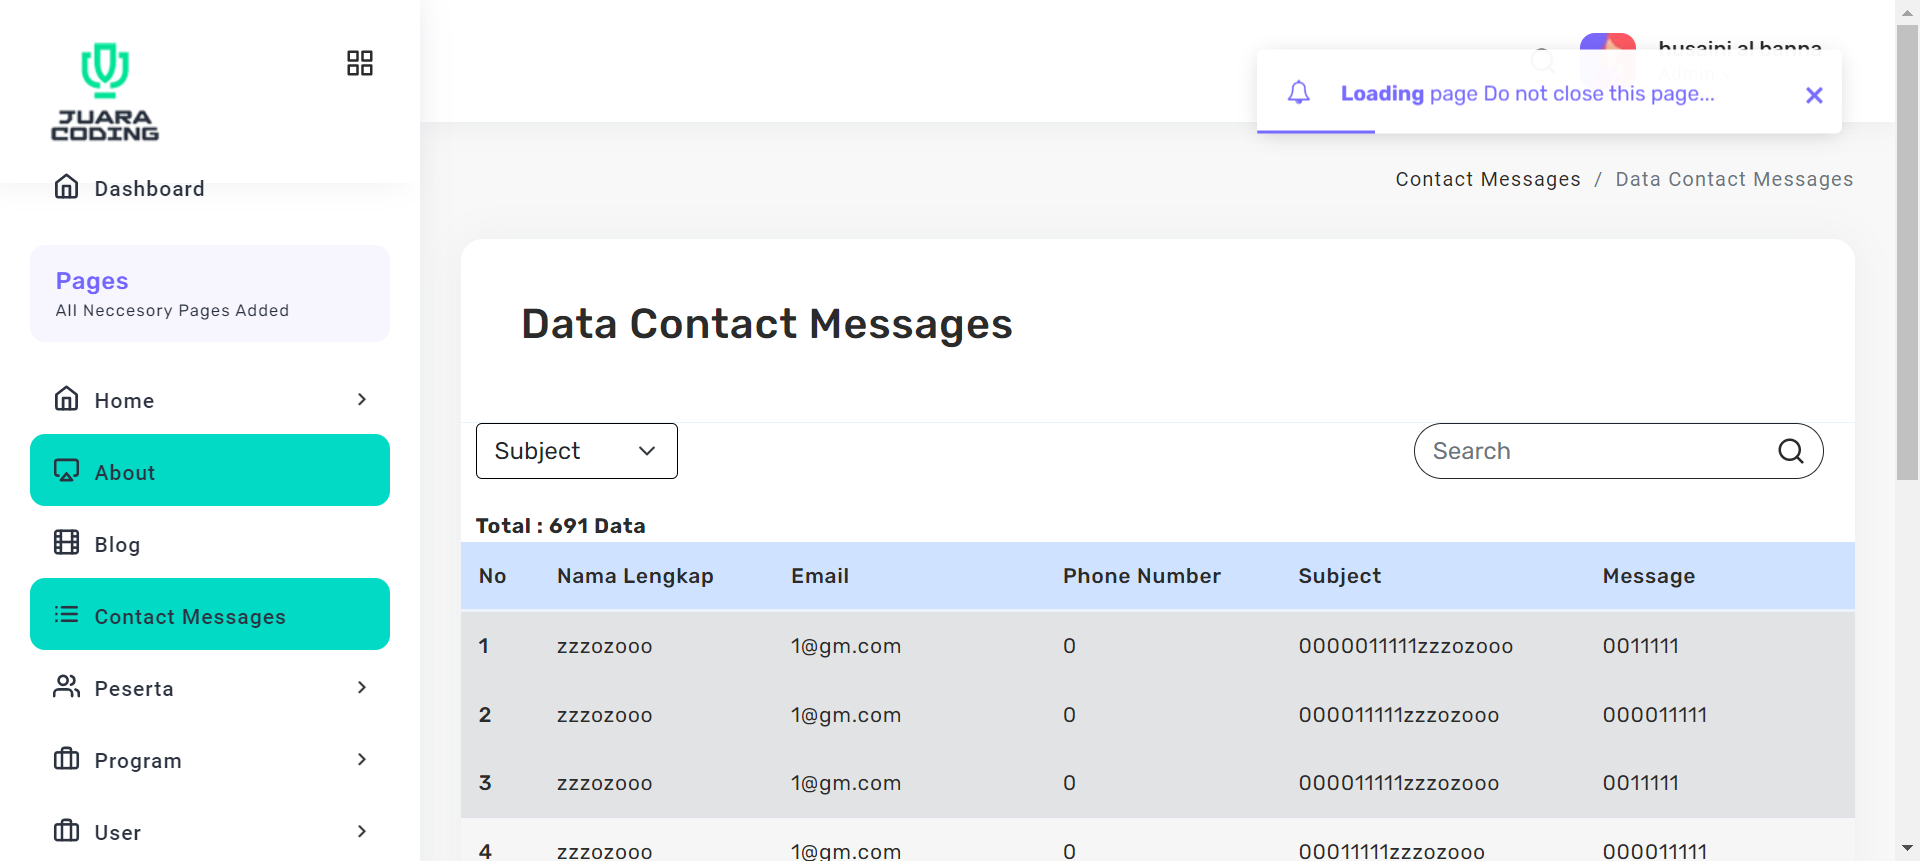 JUARA
CODING
Dashboard
Pages
All Neccesory Pages Added
Home
About
Blog
Contact Messages
Peserta
Program
User
husaini al banna
Loading page Do not close this page...
Contact Messages / Data Contact Messages
Data Contact Messages
Subject
Search
Total : 691 Data
No Nama Lengkap Email Phone Number Subject Message
1 zzzozooo 1@gm.com 0 0000011111zzzozooo 0011111
2 zzzozooo 1@gm.com 0 000011111zzzozooo 000011111
3 zzzozooo 1@gm.com 0 000011111zzzozooo 0011111
4 zzzozooo 1@gm.com 0 00011111zzzozooo 000011111